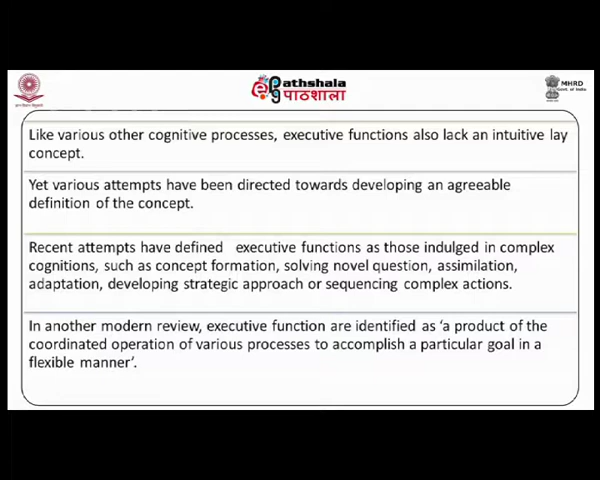 ePathshala
पाठशाला
MHRD
Govt. of India
Like various other cognitive processes, executive functions also lack an intuitive lay
concept.
Yet various attempts have been directed towards developing an agreeable
definition of the concept.
Recent attempts have defined executive functions as those indulged in complex
cognitions, such as concept formation, solving novel question, assimilation,
adaptation, developing strategic approach or sequencing complex actions.
In another modern review, executive function are identified as 'a product of the
coordinated operation of various processes to accomplish a particular goal in a
flexible manner'.